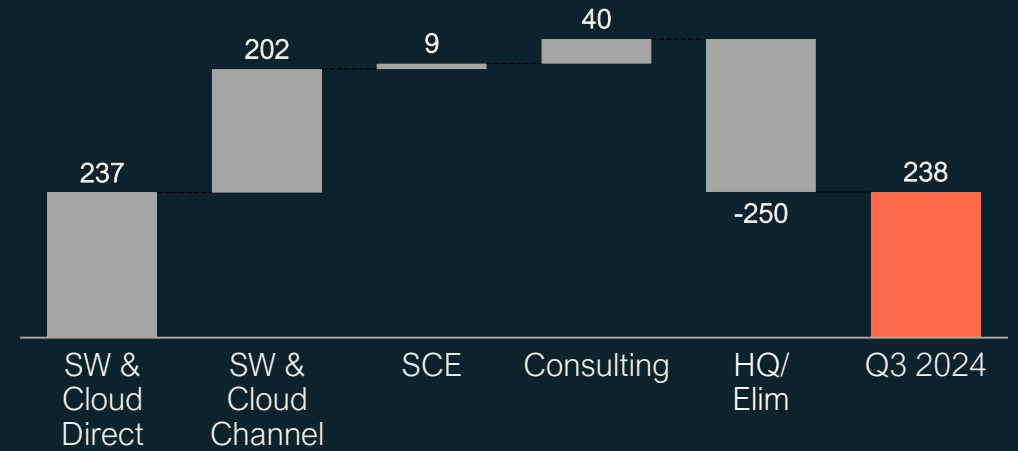 40
9
202
237
238
-250
SW &
Cloud
Direct
SW &
Cloud
Channel
SCE
Consulting
HQ/
Elim
Q3 2024